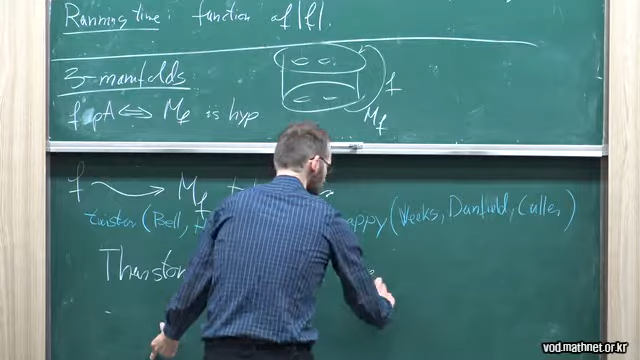 Running time: function of |f|.
3-manifolds
f
f pA ⟺ M_f is hyp
M_f
f ⟶ M_f
twister (Bell, appy (Weeks, Dunfield, Culler)
Thurston
vod.mathnet.or.kr